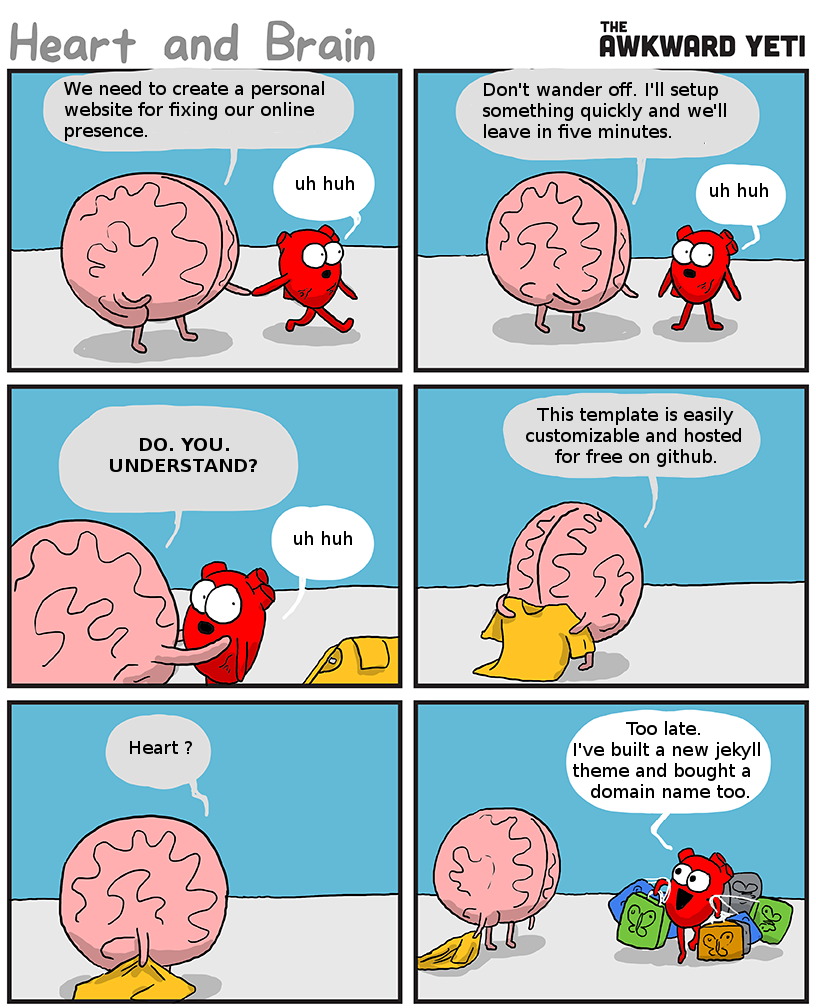 Heart and Brain
THE
AWKWARD YETI
We need to create a personal
website for fixing our online
presence.
uh huh
Don't wander off. I'll setup
something quickly and we'll
leave in five minutes.
uh huh
DO. YOU.
UNDERSTAND?
uh huh
This template is easily
customizable and hosted
for free on github.
Heart ?
Too late.
I've built a new jekyll
theme and bought a
domain name too.